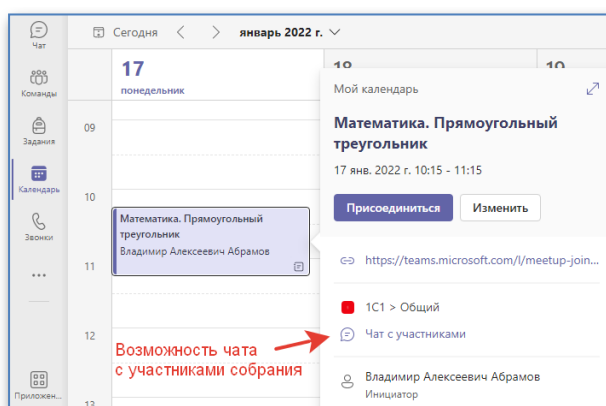 Чат
Команды
Задания
Календарь
Звонки
Приложен...
Сегодня
январь 2022 г.
17
понедельник
18
19
09
10
11
12
13
Математика. Прямоугольный
треугольник
Владимир Алексеевич Абрамов
Возможность чата
с участниками собрания
Мой календарь
Математика. Прямоугольный
треугольник
17 янв. 2022 г. 10:15 - 11:15
Присоединиться
Изменить
https://teams.microsoft.com/l/meetup-join...
1С1 > Общий
Чат с участниками
Владимир Алексеевич Абрамов
Инициатор